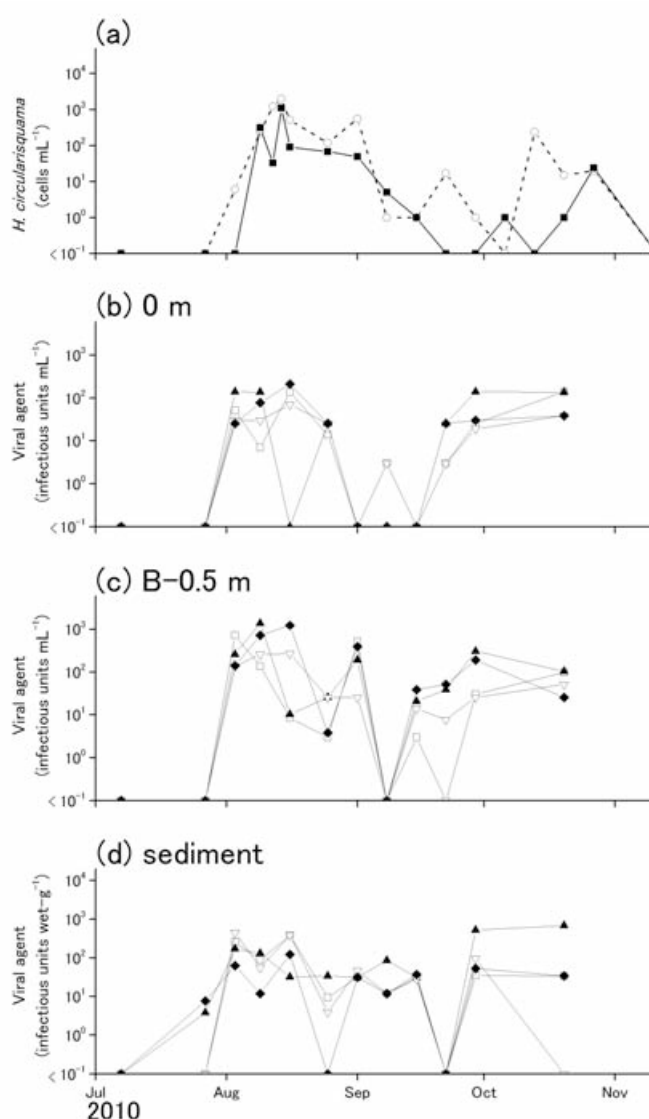 (a)
H. circularisquama
(cells mL⁻¹)
10⁴
10³
10²
10¹
10⁰
<10⁻¹
(b) 0 m
Viral agent
(infectious units mL⁻¹)
10³
10²
10¹
10⁰
<10⁻¹
(c) B-0.5 m
Viral agent
(infectious units mL⁻¹)
10³
10²
10¹
10⁰
<10⁻¹
(d) sediment
Viral agent
(infectious units wet-g⁻¹)
10⁴
10³
10²
10¹
10⁰
<10⁻¹
Jul Aug Sep Oct Nov
2010